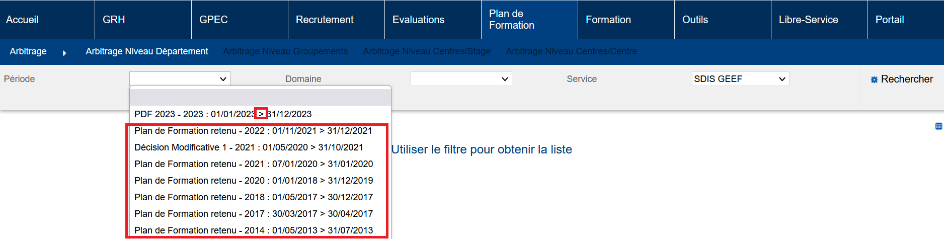 Accueil
GRH
GPEC
Recrutement
Evaluations
Plan de
Formation
Formation
Outils
Libre-Service
Portail
Arbitrage
Arbitrage Niveau Département
Arbitrage Niveau Groupements
Arbitrage Niveau Centres/Stage
Arbitrage Niveau Centres/Centre
Période
Domaine
Service
SDIS GEEF
Rechercher
PDF 2023 - 2023 : 01/01/2023 > 31/12/2023
Plan de Formation retenu - 2022 : 01/11/2021 > 31/12/2021
Décision Modificative 1 - 2021 : 01/05/2020 > 31/10/2021
Plan de Formation retenu - 2021 : 07/01/2020 > 31/01/2020
Plan de Formation retenu - 2020 : 01/01/2018 > 31/12/2019
Plan de Formation retenu - 2018 : 01/05/2017 > 30/12/2017
Plan de Formation retenu - 2017 : 30/03/2017 > 30/04/2017
Plan de Formation retenu - 2014 : 01/05/2013 > 31/07/2013
Utiliser le filtre pour obtenir la liste